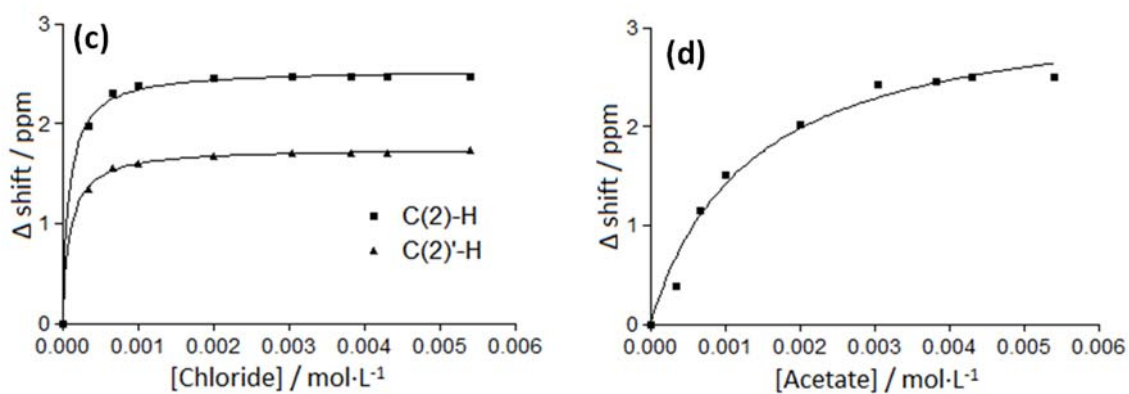 (c)
3
2
1
0
Δ shift / ppm
C(2)-H
C(2)'-H
0.000 0.001 0.002 0.003 0.004 0.005 0.006
[Chloride] / mol·L⁻¹
(d)
3
2
1
0
Δ shift / ppm
0.000 0.001 0.002 0.003 0.004 0.005 0.006
[Acetate] / mol·L⁻¹